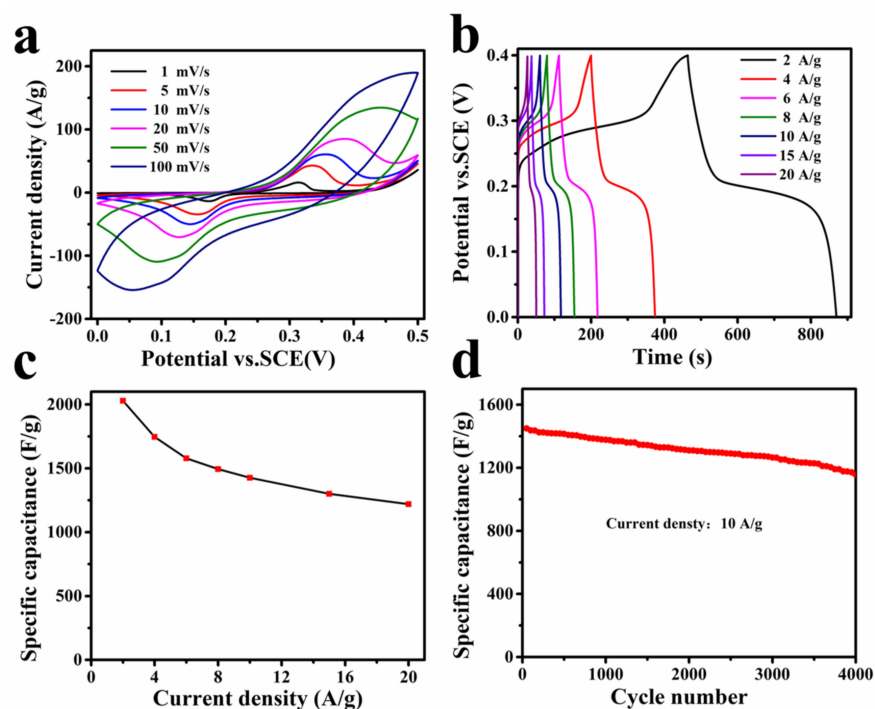 a
200
100
0
-100
-200
Current density (A/g)
1 mV/s
5 mV/s
10 mV/s
20 mV/s
50 mV/s
100 mV/s
0.0 0.1 0.2 0.3 0.4 0.5
Potential vs.SCE(V)
b
0.4
0.3
0.2
0.1
0.0
Potential vs.SCE (V)
2 A/g
4 A/g
6 A/g
8 A/g
10 A/g
15 A/g
20 A/g
0 200 400 600 800
Time (s)
c
2000
1500
1000
500
0
Specific capacitance (F/g)
0 4 8 12 16 20
Current density (A/g)
d
1600
1200
800
400
0
Specific capacitance (F/g)
Current densty: 10 A/g
0 1000 2000 3000 4000
Cycle number